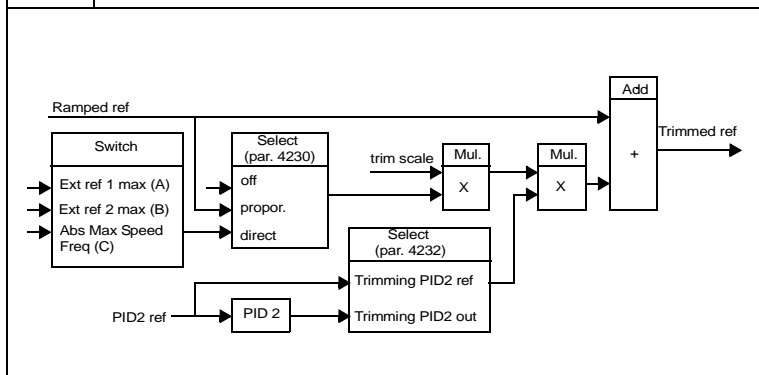 Add
Ramped ref
Trimmed ref
+
Switch
Select
(par. 4230)
trim scale
Mul.
Mul.
X
X
Ext ref 1 max (A)
Ext ref 2 max (B)
Abs Max Speed
Freq (C)
off
propor.
direct
Select
(par. 4232)
Trimming PID2 ref
Trimming PID2 out
PID2 ref
PID 2